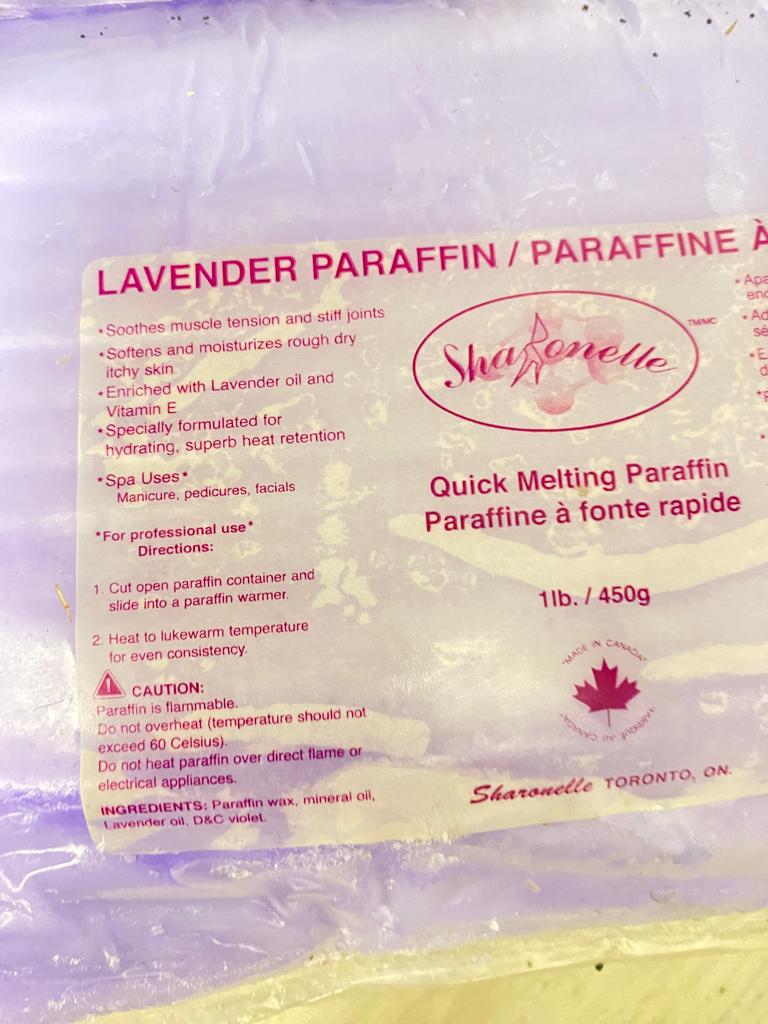 LAVENDER PARAFFIN / PARAFFINE À
*Soothes muscle tension and stiff joints
*Softens and moisturizes rough dry
itchy skin
*Enriched with Lavender oil and
Vitamin E
*Specially formulated for
hydrating, superb heat retention
*Spa Uses*
Manicure, pedicures, facials
*For professional use*
Directions:
1. Cut open paraffin container and
slide into a paraffin warmer.
2. Heat to lukewarm temperature
for even consistency.
CAUTION:
Paraffin is flammable.
Do not overheat (temperature should not
exceed 60 Celsius).
Do not heat paraffin over direct flame or
electrical appliances.
INGREDIENTS: Paraffin wax, mineral oil,
Lavender oil, D&C violet.
Sharonelle TM/MC
Quick Melting Paraffin
Paraffine à fonte rapide
1lb. / 450g
"MADE IN CANADA"
"FABRIQUÉ AU CANADA"
Sharonelle TORONTO, ON.